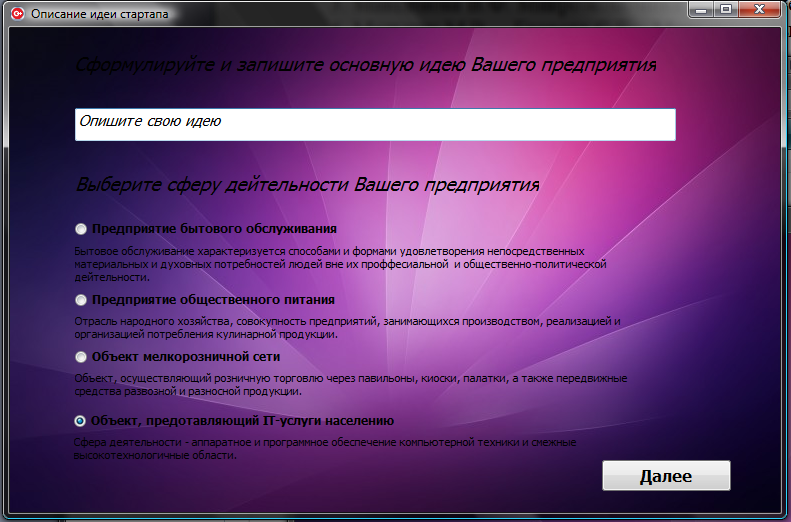 Описание идеи стартапа
Сформулируйте и запишите основную идею Вашего предприятия
Опишите свою идею
Выберите сферу дейтельности Вашего предприятия
Предприятие бытового обслуживания
Бытовое обслуживание характеризуется способами и формами удовлетворения непосредственных
материальных и духовных потребностей людей вне их проффесиальной и общественно-политической
дейтельности.
Предприятие общественного питания
Отрасль народного хозяйства, совокупность предприятий, занимающихся производством, реализацией и
организацией потребления кулинарной продукции.
Объект мелкорозничной сети
Объект, осуществляющий розничную торговлю через павильоны, киоски, палатки, а также передвижные
средства развозной и разносной продукции.
Объект, предотавляющий IT-услуги населению
Сфера деятельности - аппаратное и программное обеспечение компьютерной техники и смежные
высокотехнологичные области.
Далее